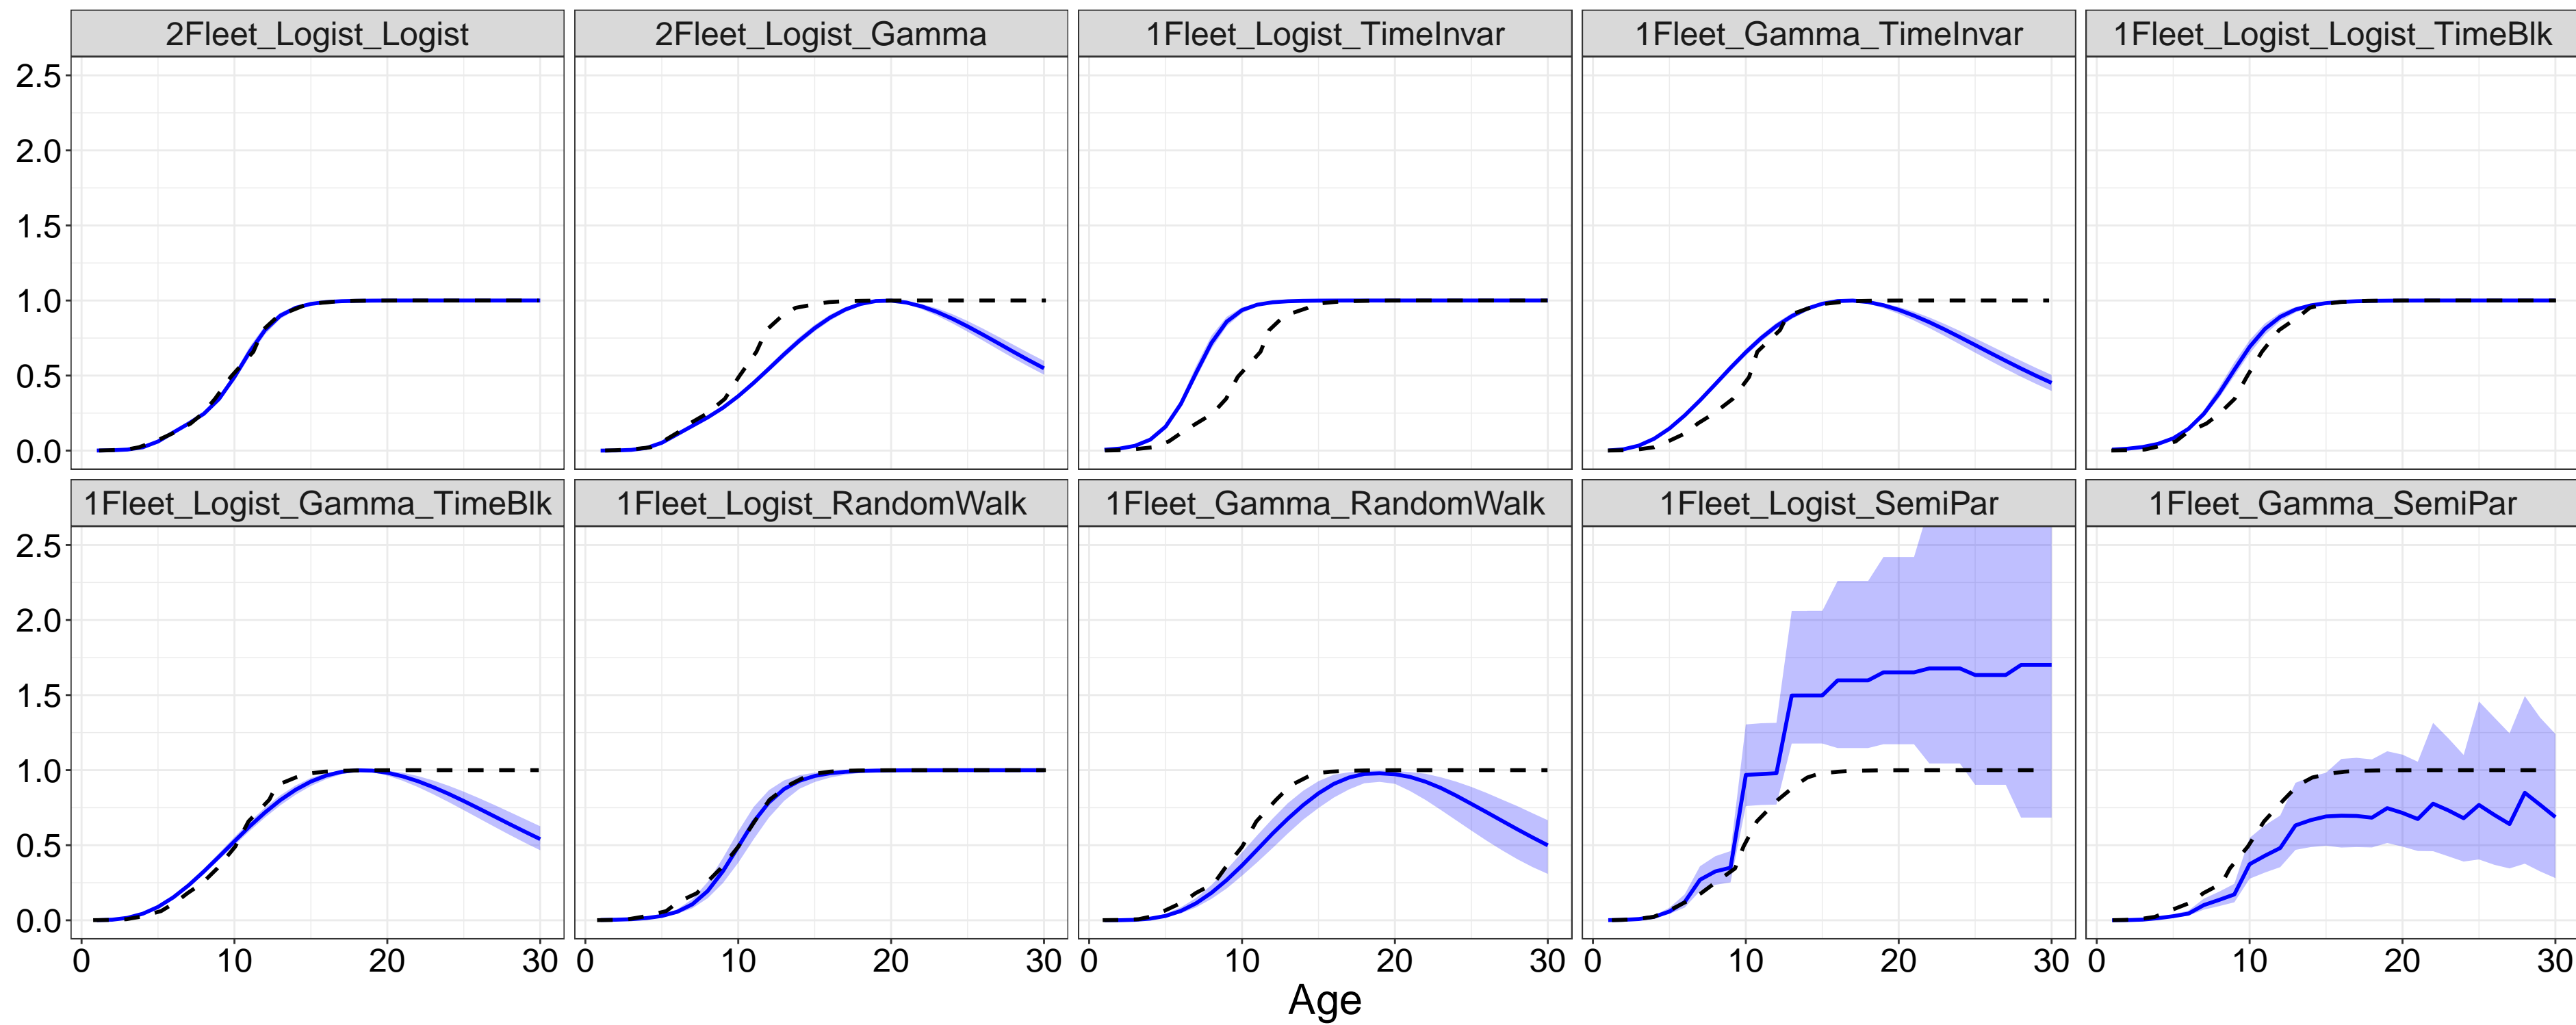 2Fleet_Logist_Logist
2Fleet_Logist_Gamma
1Fleet_Logist_TimeInvar
1Fleet_Gamma_TimeInvar
1Fleet_Logist_Logist_TimeBlk
2.5
2.0
1.5
1.0
0.5
0.0
1Fleet_Logist_Gamma_TimeBlk
1Fleet_Logist_RandomWalk
1Fleet_Gamma_RandomWalk
1Fleet_Logist_SemiPar
1Fleet_Gamma_SemiPar
2.5
2.0
1.5
1.0
0.5
0.0
0 10 20 30
0 10 20 30
0 10 20 30
0 10 20 30
0 10 20 30
Age